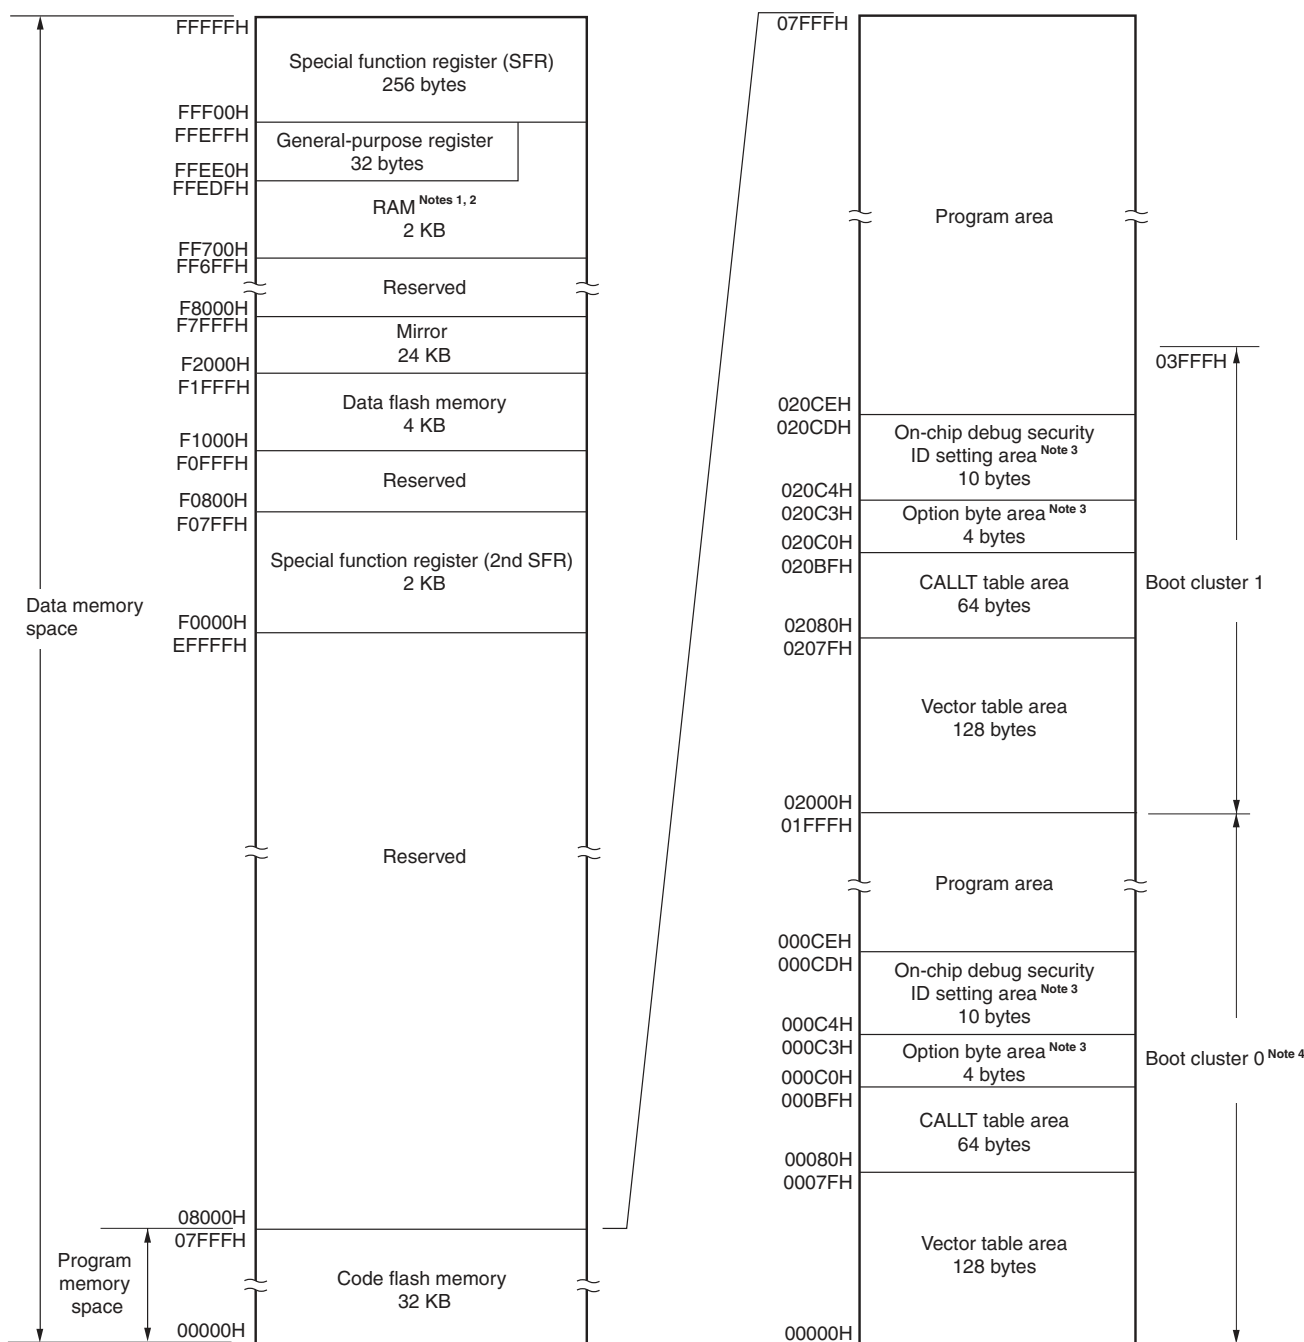 FFFFFH
Special function register (SFR)
256 bytes
FFF00H
FFEFFH
General-purpose register
32 bytes
FFEE0H
FFEDFH
RAM Notes 1, 2
2 KB
FF700H
FF6FFH
Reserved
F8000H
F7FFFH
Mirror
24 KB
F2000H
F1FFFH
Data flash memory
4 KB
F1000H
F0FFFH
Reserved
F0800H
F07FFH
Special function register (2nd SFR)
2 KB
Data memory
space
F0000H
EFFFFH
Reserved
08000H
07FFFH
Program
memory
space
Code flash memory
32 KB
00000H
07FFFH
Program area
03FFFH
020CEH
020CDH
On-chip debug security
ID setting area Note 3
10 bytes
020C4H
020C3H
Option byte area Note 3
4 bytes
020C0H
020BFH
CALLT table area
64 bytes
Boot cluster 1
02080H
0207FH
Vector table area
128 bytes
02000H
01FFFH
Program area
000CEH
000CDH
On-chip debug security
ID setting area Note 3
10 bytes
000C4H
000C3H
Option byte area Note 3
4 bytes
Boot cluster 0 Note 4
000C0H
000BFH
CALLT table area
64 bytes
00080H
0007FH
Vector table area
128 bytes
00000H